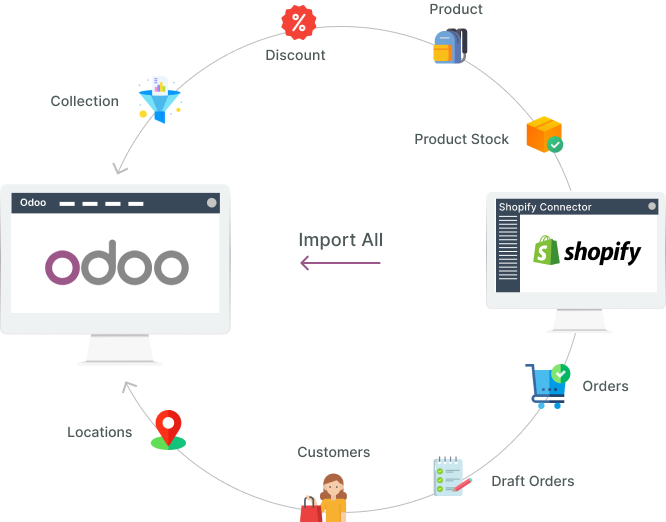 Product
Discount
Collection
Product Stock
Odoo
Shopify Connector
odoo
Import All
shopify
Orders
Locations
Customers
Draft Orders